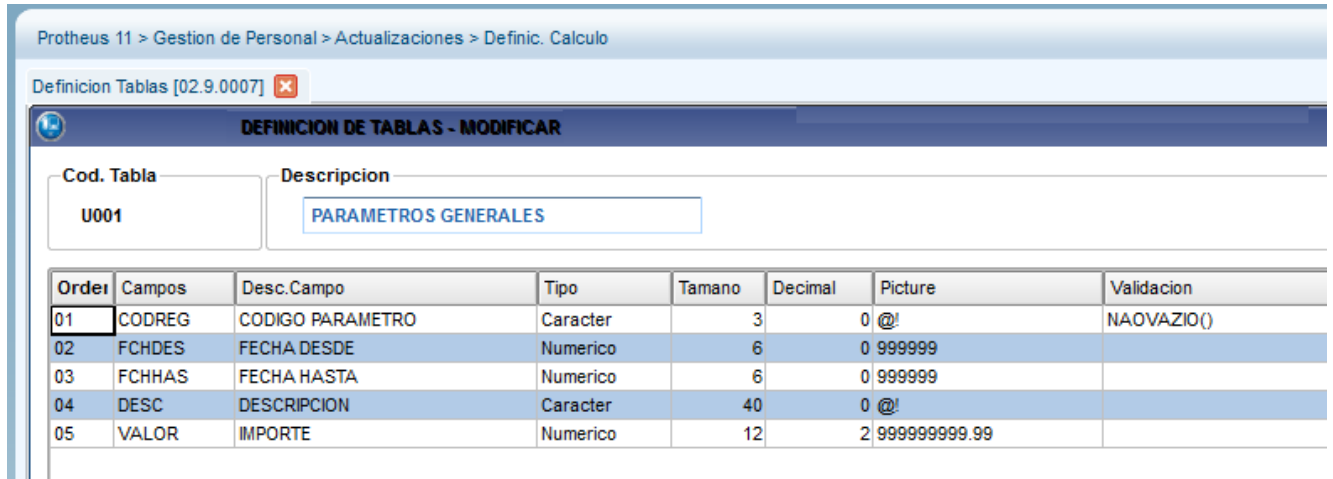 Protheus 11 > Gestion de Personal > Actualizaciones > Definic. Calculo
Definicion Tablas [02.9.0007]
DEFINICION DE TABLAS - MODIFICAR
Cod. Tabla Descripcion
U001 PARAMETROS GENERALES
Order Campos Desc.Campo Tipo Tamano Decimal Picture Validacion
01 CODREG CODIGO PARAMETRO Caracter 3 0 @! NAOVAZIO()
02 FCHDES FECHA DESDE Numerico 6 0 999999
03 FCHHAS FECHA HASTA Numerico 6 0 999999
04 DESC DESCRIPCION Caracter 40 0 @!
05 VALOR IMPORTE Numerico 12 2 999999999.99